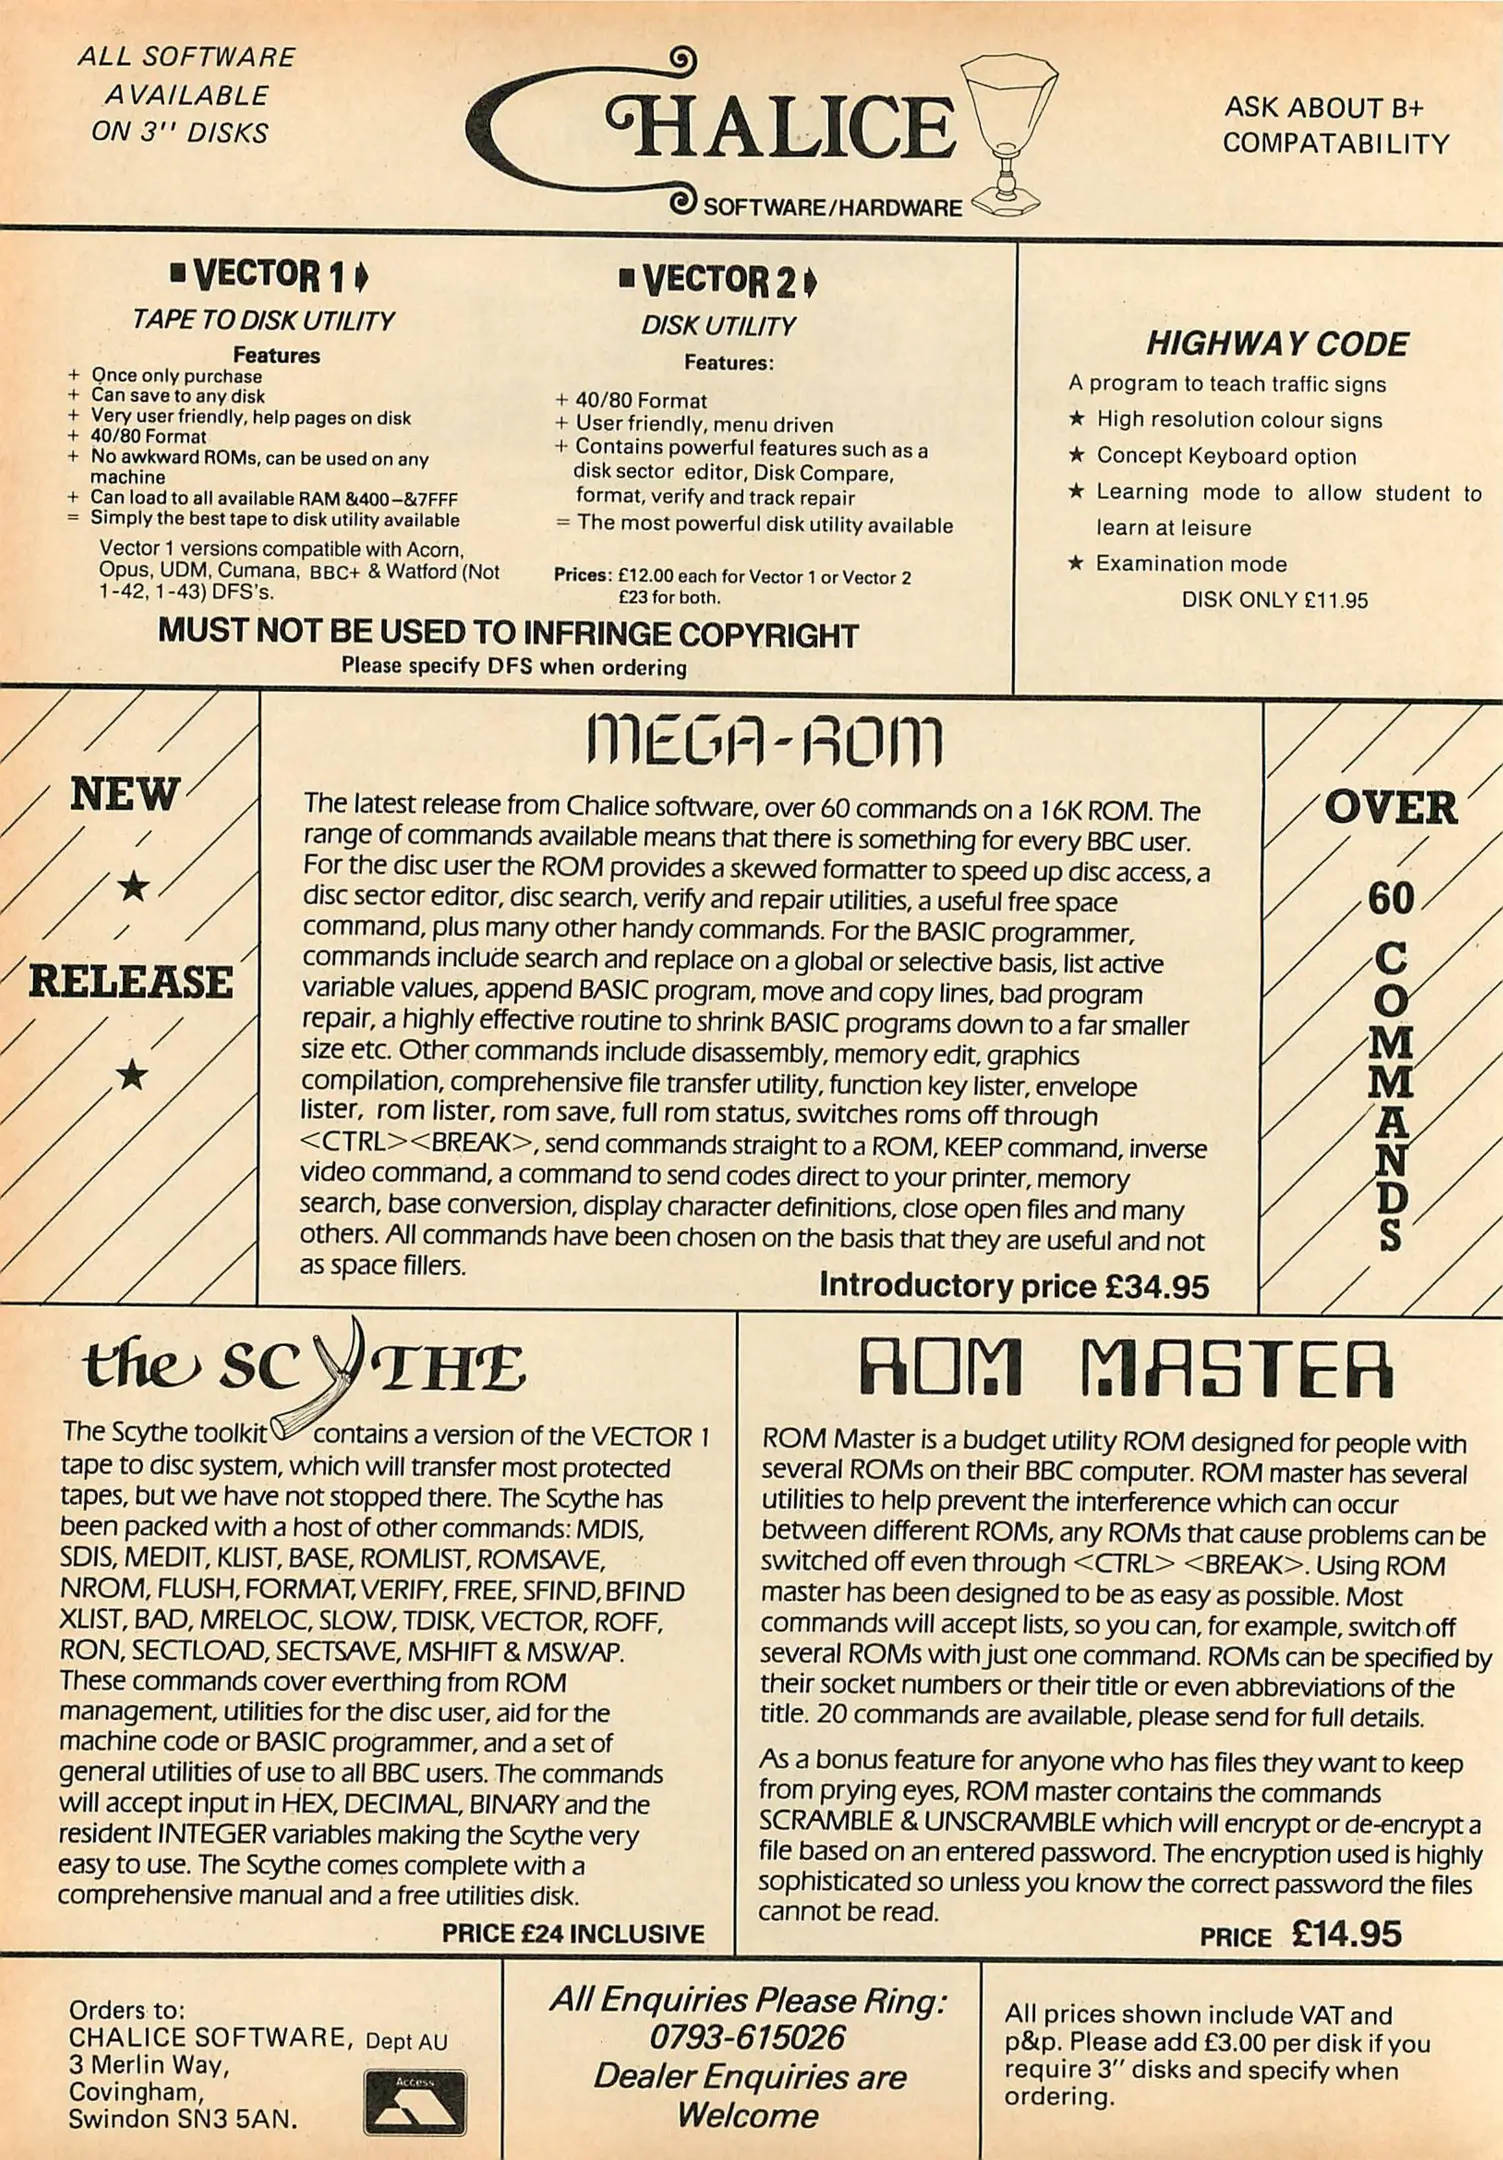 ALL SOFTWARE
AVAILABLE
ON 3" DISKS
CHALICE
SOFTWARE/HARDWARE
ASK ABOUT B+
COMPATABILITY
VECTOR 1
TAPE TO DISK UTILITY
Features
+ Once only purchase
+ Can save to any disk
+ Very user friendly, help pages on disk
+ 40/80 Format
+ No awkward ROMs, can be used on any
machine
+ Can load to all available RAM &400–&7FFF
= Simply the best tape to disk utility available
Vector 1 versions compatible with Acorn,
Opus, UDM, Cumana, BBC+ & Watford (Not
1-42, 1-43) DFS's.
VECTOR 2
DISK UTILITY
Features:
+ 40/80 Format
+ User friendly, menu driven
+ Contains powerful features such as a
disk sector editor, Disk Compare,
format, verify and track repair
= The most powerful disk utility available
Prices: £12.00 each for Vector 1 or Vector 2
£23 for both.
MUST NOT BE USED TO INFRINGE COPYRIGHT
Please specify DFS when ordering
HIGHWAY CODE
A program to teach traffic signs
★ High resolution colour signs
★ Concept Keyboard option
★ Learning mode to allow student to
learn at leisure
★ Examination mode
DISK ONLY £11.95
NEW
★
RELEASE
★
MEGA-ROM
The latest release from Chalice software, over 60 commands on a 16K ROM. The
range of commands available means that there is something for every BBC user.
For the disc user the ROM provides a skewed formatter to speed up disc access, a
disc sector editor, disc search, verify and repair utilities, a useful free space
command, plus many other handy commands. For the BASIC programmer,
commands include search and replace on a global or selective basis, list active
variable values, append BASIC program, move and copy lines, bad program
repair, a highly effective routine to shrink BASIC programs down to a far smaller
size etc. Other commands include disassembly, memory edit, graphics
compilation, comprehensive file transfer utility, function key lister, envelope
lister, rom lister, rom save, full rom status, switches roms off through
<CTRL><BREAK>, send commands straight to a ROM, KEEP command, inverse
video command, a command to send codes direct to your printer, memory
search, base conversion, display character definitions, close open files and many
others. All commands have been chosen on the basis that they are useful and not
as space fillers.
Introductory price £34.95
OVER
60
COMMANDS
the SCYTHE
The Scythe toolkit contains a version of the VECTOR 1
tape to disc system, which will transfer most protected
tapes, but we have not stopped there. The Scythe has
been packed with a host of other commands: MDIS,
SDIS, MEDIT, KLIST, BASE, ROMLIST, ROMSAVE,
NROM, FLUSH, FORMAT, VERIFY, FREE, SFIND, BFIND
XLIST, BAD, MRELOC, SLOW, TDISK, VECTOR, ROFF,
RON, SECTLOAD, SECTSAVE, MSHIFT & MSWAP.
These commands cover everthing from ROM
management, utilities for the disc user, aid for the
machine code or BASIC programmer, and a set of
general utilities of use to all BBC users. The commands
will accept input in HEX, DECIMAL, BINARY and the
resident INTEGER variables making the Scythe very
easy to use. The Scythe comes complete with a
comprehensive manual and a free utilities disk.
PRICE £24 INCLUSIVE
ROM MASTER
ROM Master is a budget utility ROM designed for people with
several ROMs on their BBC computer. ROM master has several
utilities to help prevent the interference which can occur
between different ROMs, any ROMs that cause problems can be
switched off even through <CTRL> <BREAK>. Using ROM
master has been designed to be as easy as possible. Most
commands will accept lists, so you can, for example, switch off
several ROMs with just one command. ROMs can be specified by
their socket numbers or their title or even abbreviations of the
title. 20 commands are available, please send for full details.
As a bonus feature for anyone who has files they want to keep
from prying eyes, ROM master contains the commands
SCRAMBLE & UNSCRAMBLE which will encrypt or de-encrypt a
file based on an entered password. The encryption used is highly
sophisticated so unless you know the correct password the files
cannot be read.
PRICE £14.95
Orders to:
CHALICE SOFTWARE, Dept AU
3 Merlin Way,
Covingham,
Swindon SN3 5AN.
Access
All Enquiries Please Ring:
0793-615026
Dealer Enquiries are
Welcome
All prices shown include VAT and
p&p. Please add £3.00 per disk if you
require 3" disks and specify when
ordering.